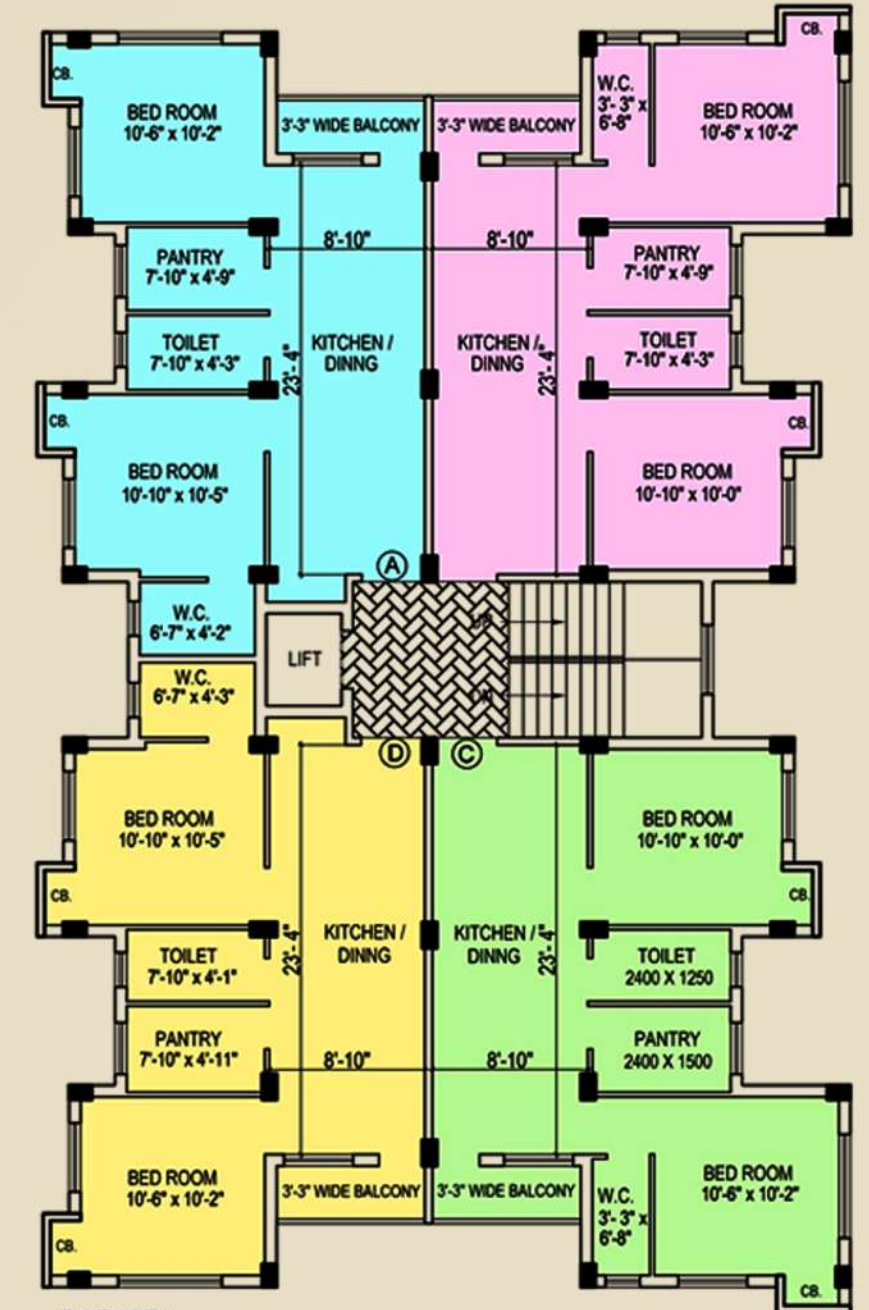 CB.
CB.
BED ROOM
10'-6" x 10'-2"
3'-3" WIDE BALCONY
3'-3" WIDE BALCONY
W.C.
3'- 3" x
6'-8"
BED ROOM
10'-6" x 10'-2"
8'-10"
8'-10"
PANTRY
7'-10" x 4'-9"
PANTRY
7'-10" x 4'-9"
TOILET
7'-10" x 4'-3"
KITCHEN /
DINNG
23'- 4"
KITCHEN /
DINNG
23'- 4"
TOILET
7'-10" x 4'-3"
CB.
CB.
BED ROOM
10'-10" x 10'-5"
BED ROOM
10'-10" x 10'-0"
A
W.C.
6'-7" x 4'-2"
LIFT
UP
W.C.
6'-7" x 4'-3"
DN
D
C
BED ROOM
10'-10" x 10'-5"
BED ROOM
10'-10" x 10'-0"
CB.
CB.
KITCHEN /
DINNG
23'- 4"
KITCHEN /
DINNG
23'- 4"
TOILET
7'-10" x 4'-1"
TOILET
2400 X 1250
PANTRY
7'-10" x 4'-11"
8'-10"
8'-10"
PANTRY
2400 X 1500
BED ROOM
10'-6" x 10'-2"
3'-3" WIDE BALCONY
3'-3" WIDE BALCONY
W.C.
3'- 3" x
6'-8"
BED ROOM
10'-6" x 10'-2"
CB.
CB.